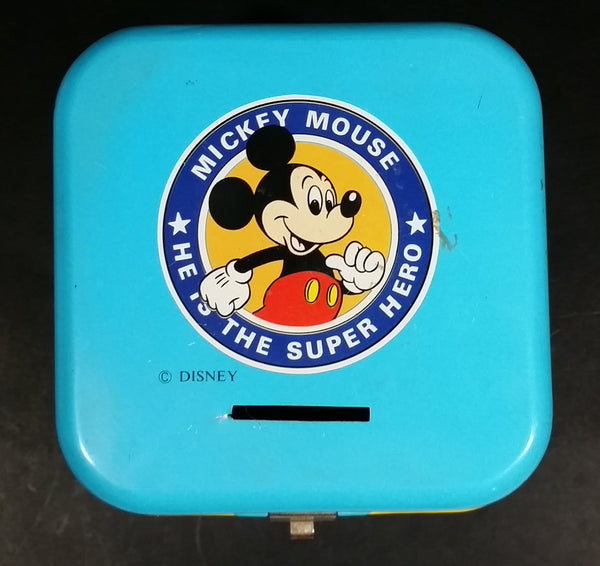 MICKEY MOUSE
★ HE IS THE SUPER HERO ★
© DISNEY